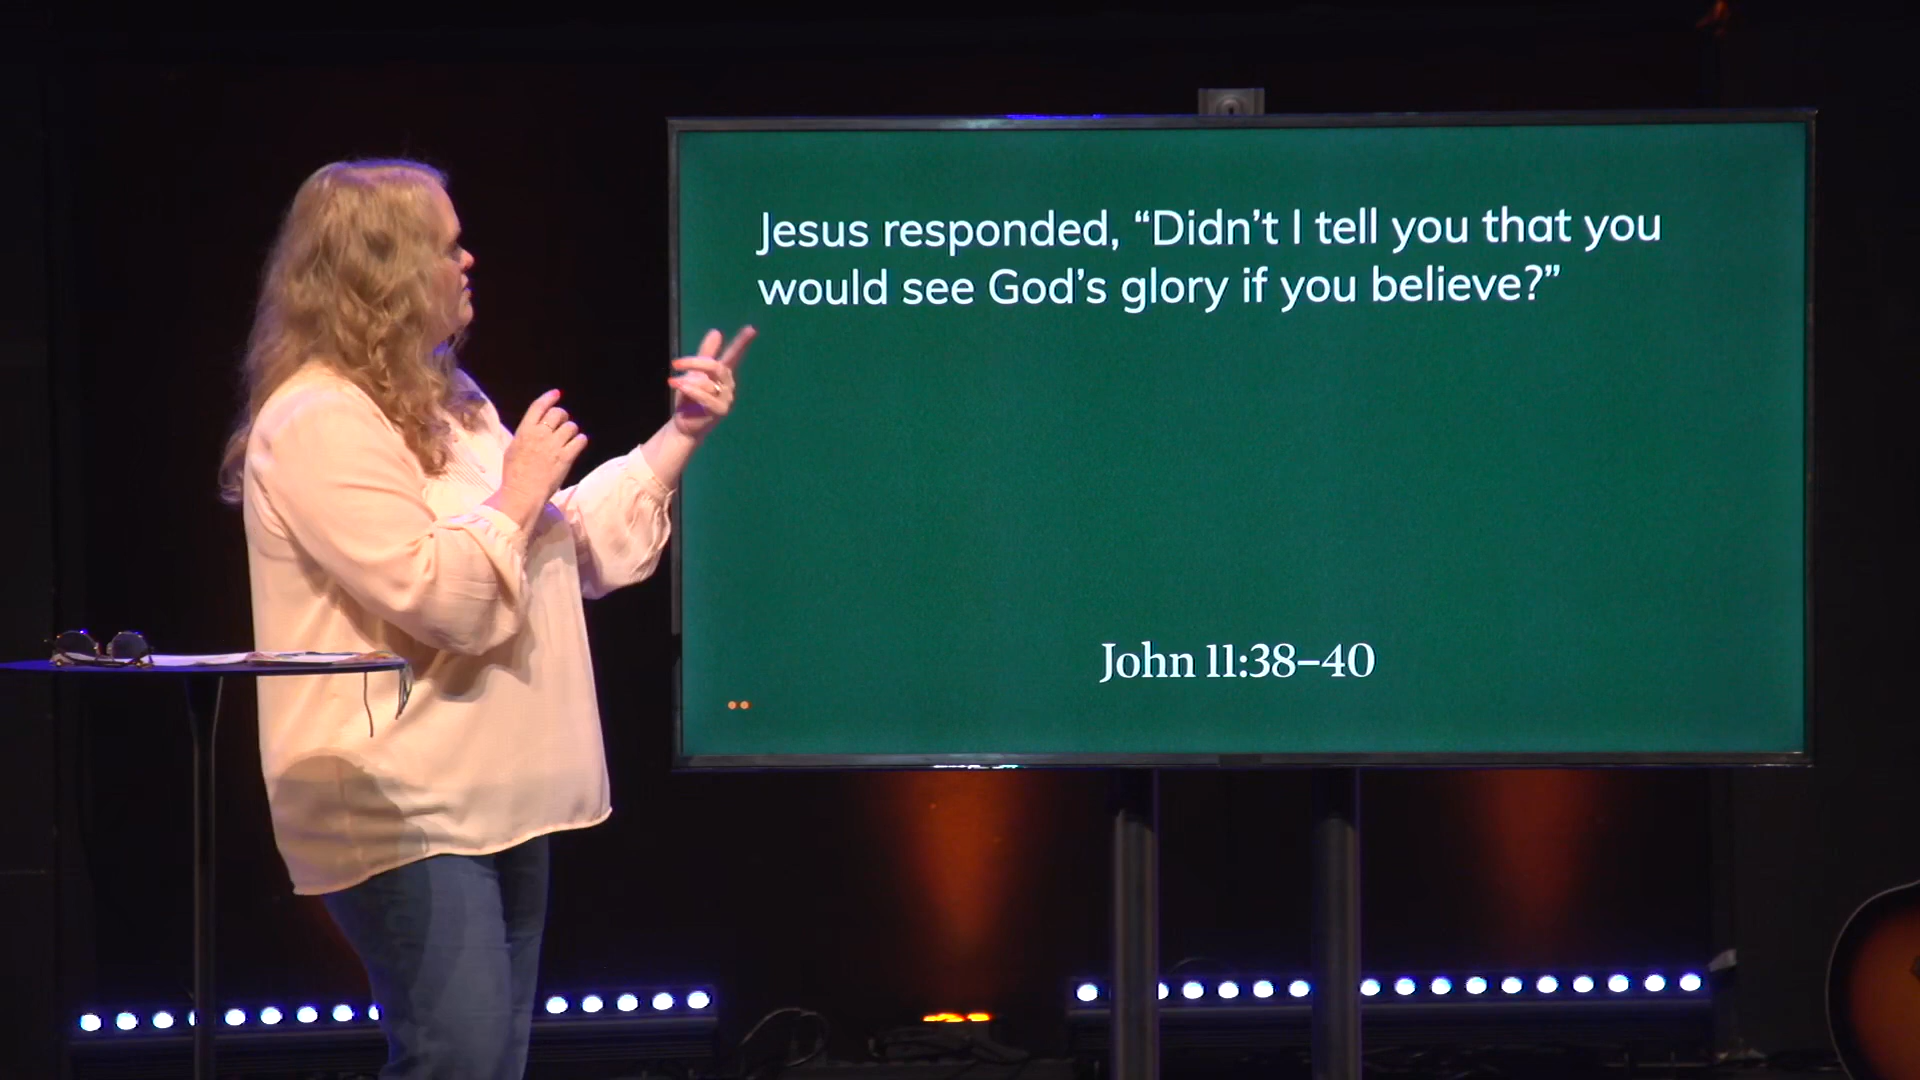 Jesus responded, “Didn’t I tell you that you
would see God’s glory if you believe?”
John 11:38–40